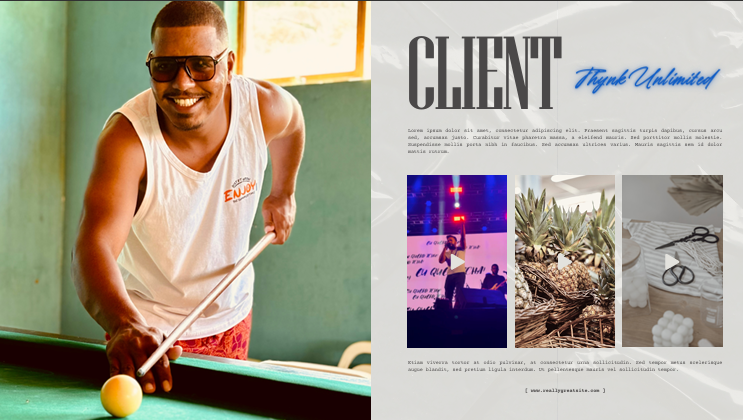 ENJOY
CLIENT
Thynk Unlimited
Lorem ipsum dolor sit amet, consectetur adipiscing elit. Praesent sagittis turpis dapibus, cursus arcu
sed, accumsan justo. Curabitur vitae pharetra massa, a eleifend mauris. Sed porttitor mollis molestie.
Suspendisse mollis porta nibh in faucibus. Sed accumsan ultrices varius. Mauris sagittis sem id dolor
mattis rutrum.
Etiam viverra tortor at odio pulvinar, at consectetur urna sollicitudin. Sed tempor metus scelerisque
augue blandit, sed pretium ligula interdum. Ut pellentesque mauris vel sollicitudin tempor.
[ www.reallygreatsite.com ]